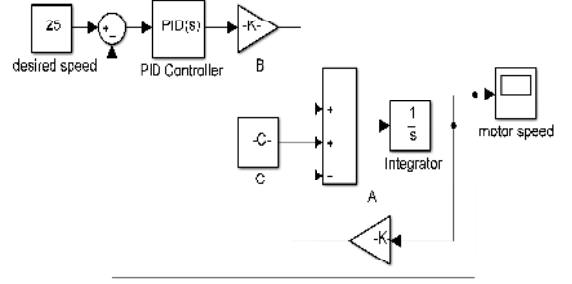 25
+
−
PID(s)
-K-
desired speed
PID Controller
B
+
+
−
-C-
C
1
s
Integrator
motor speed
A
-K-